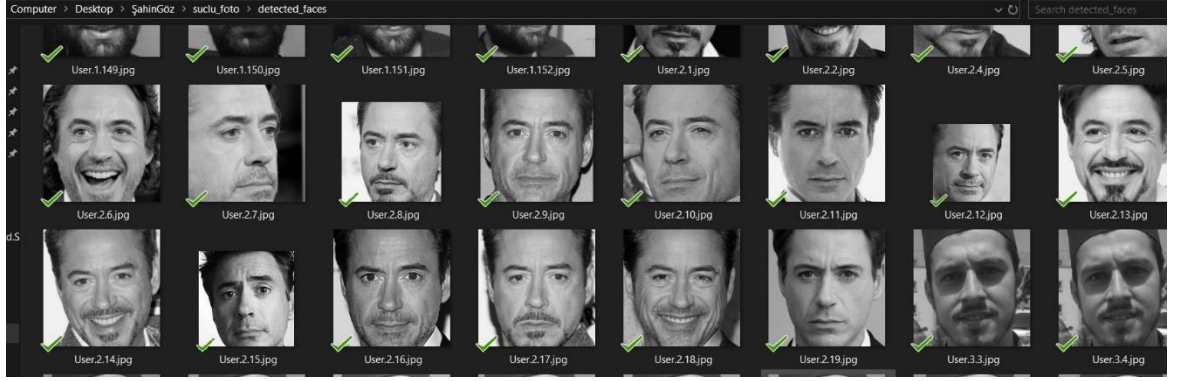 Computer > Desktop > ŞahinGöz > suclu_foto > detected_faces
Search detected_faces
User.1.149.jpg User.1.150.jpg User.1.151.jpg User.1.152.jpg User.2.1.jpg User.2.2.jpg User.2.4.jpg User.2.5.jpg
User.2.6.jpg User.2.7.jpg User.2.8.jpg User.2.9.jpg User.2.10.jpg User.2.11.jpg User.2.12.jpg User.2.13.jpg
d.S
User.2.14.jpg User.2.15.jpg User.2.16.jpg User.2.17.jpg User.2.18.jpg User.2.19.jpg User.3.3.jpg User.3.4.jpg